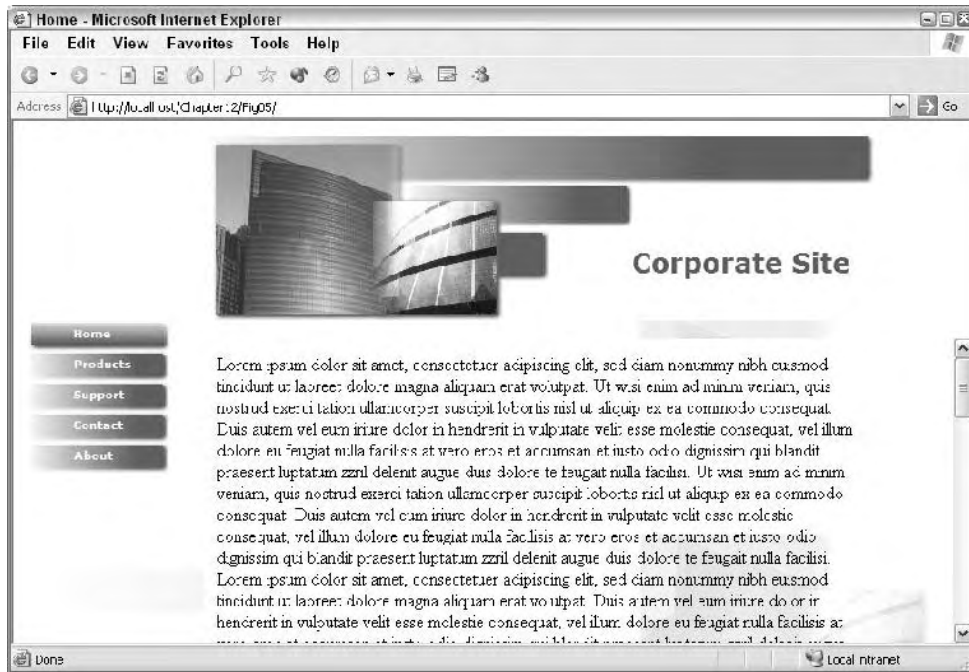 Home - Microsoft Internet Explorer
File Edit View Favorites Tools Help
Address http://localhost/Chapter12/Fig05/ Go
Corporate Site
Home
Products
Support
Contact
About
Lorem ipsum dolor sit amet, consectetuer adipiscing elit, sed diam nonummy nibh euismod
tincidunt ut laoreet dolore magna aliquam erat volutpat. Ut wisi enim ad minim veniam, quis
nostrud exerci tation ullamcorper suscipit lobortis nisl ut aliquip ex ea commodo consequat.
Duis autem vel eum iriure dolor in hendrerit in vulputate velit esse molestie consequat, vel illum
dolore eu feugiat nulla facilisis at vero eros et accumsan et iusto odio dignissim qui blandit
praesent luptatum zzril delenit augue duis dolore te feugait nulla facilisi. Ut wisi enim ad minim
veniam, quis nostrud exerci tation ullamcorper suscipit lobortis nisl ut aliquip ex ea commodo
consequat. Duis autem vel eum iriure dolor in hendrerit in vulputate velit esse molestie
consequat, vel illum dolore eu feugiat nulla facilisis at vero eros et accumsan et iusto odio
dignissim qui blandit praesent luptatum zzril delenit augue duis dolore te feugait nulla facilisi.
Lorem ipsum dolor sit amet, consectetuer adipiscing elit, sed diam nonummy nibh euismod
tincidunt ut laoreet dolore magna aliquam erat volutpat. Duis autem vel eum iriure dolor in
hendrerit in vulputate velit esse molestie consequat, vel illum dolore eu feugiat nulla facilisis at
Done Local intranet